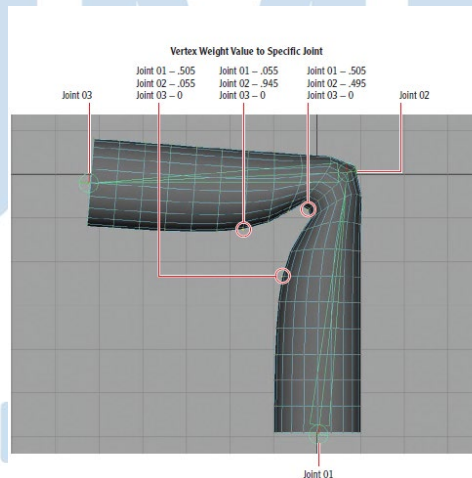 Vertex Weight Value to Specific Joint
Joint 01 – .505
Joint 02 – .055
Joint 03 – 0
Joint 01 – .055
Joint 02 – .945
Joint 03 – 0
Joint 01 – .505
Joint 02 – .495
Joint 03 – 0
Joint 03
Joint 02
Joint 01